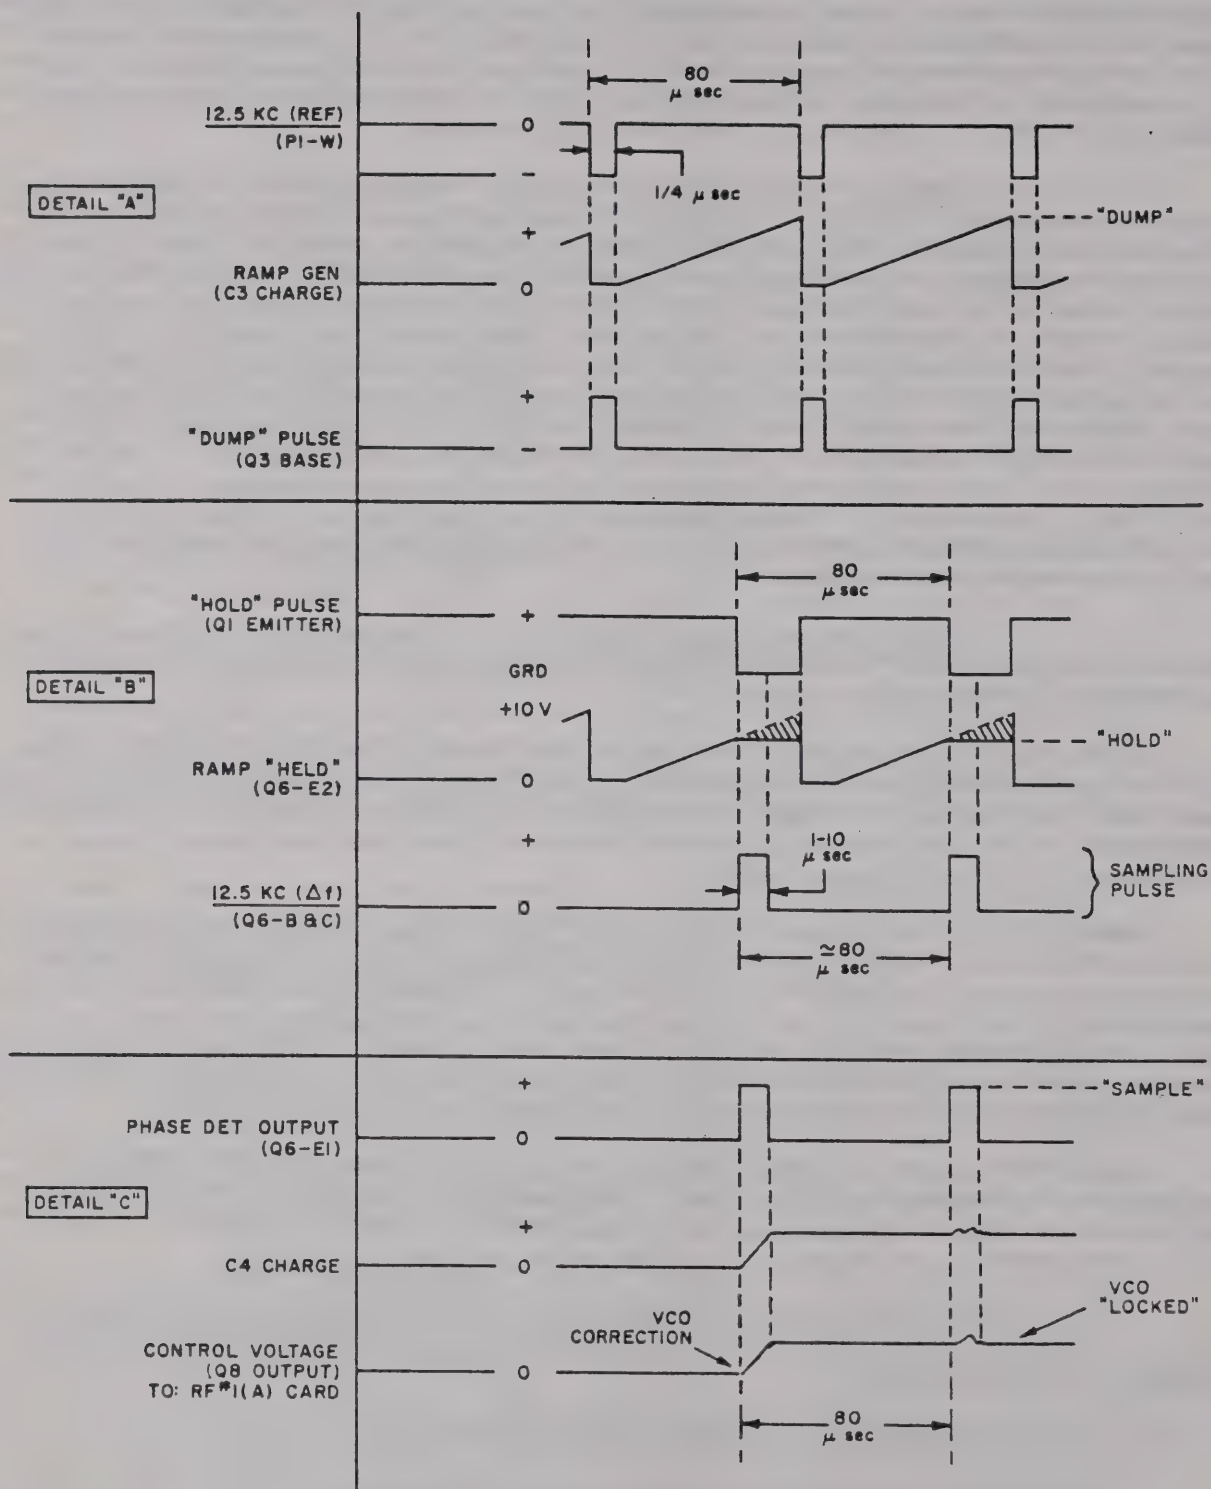 80
μ sec
12.5 KC (REF)
(P1-W)
0
-
1/4 μ sec
DETAIL "A"
"DUMP"
+
RAMP GEN
(C3 CHARGE)
0
+
"DUMP" PULSE
(Q3 BASE)
-
80
μ sec
"HOLD" PULSE
(Q1 EMITTER)
+
GRD
DETAIL "B"
+10 V
"HOLD"
RAMP "HELD"
(Q6-E2)
0
+
1-10
μ sec
12.5 KC (Δf)
(Q6-B & C)
0
SAMPLING
PULSE
≃80
μ sec
+
"SAMPLE"
PHASE DET OUTPUT
(Q6-E1)
0
DETAIL "C"
+
C4 CHARGE
0
VCO
CORRECTION
VCO
"LOCKED"
CONTROL VOLTAGE
(Q8 OUTPUT)
TO: RF#1(A) CARD
0
80
μ sec